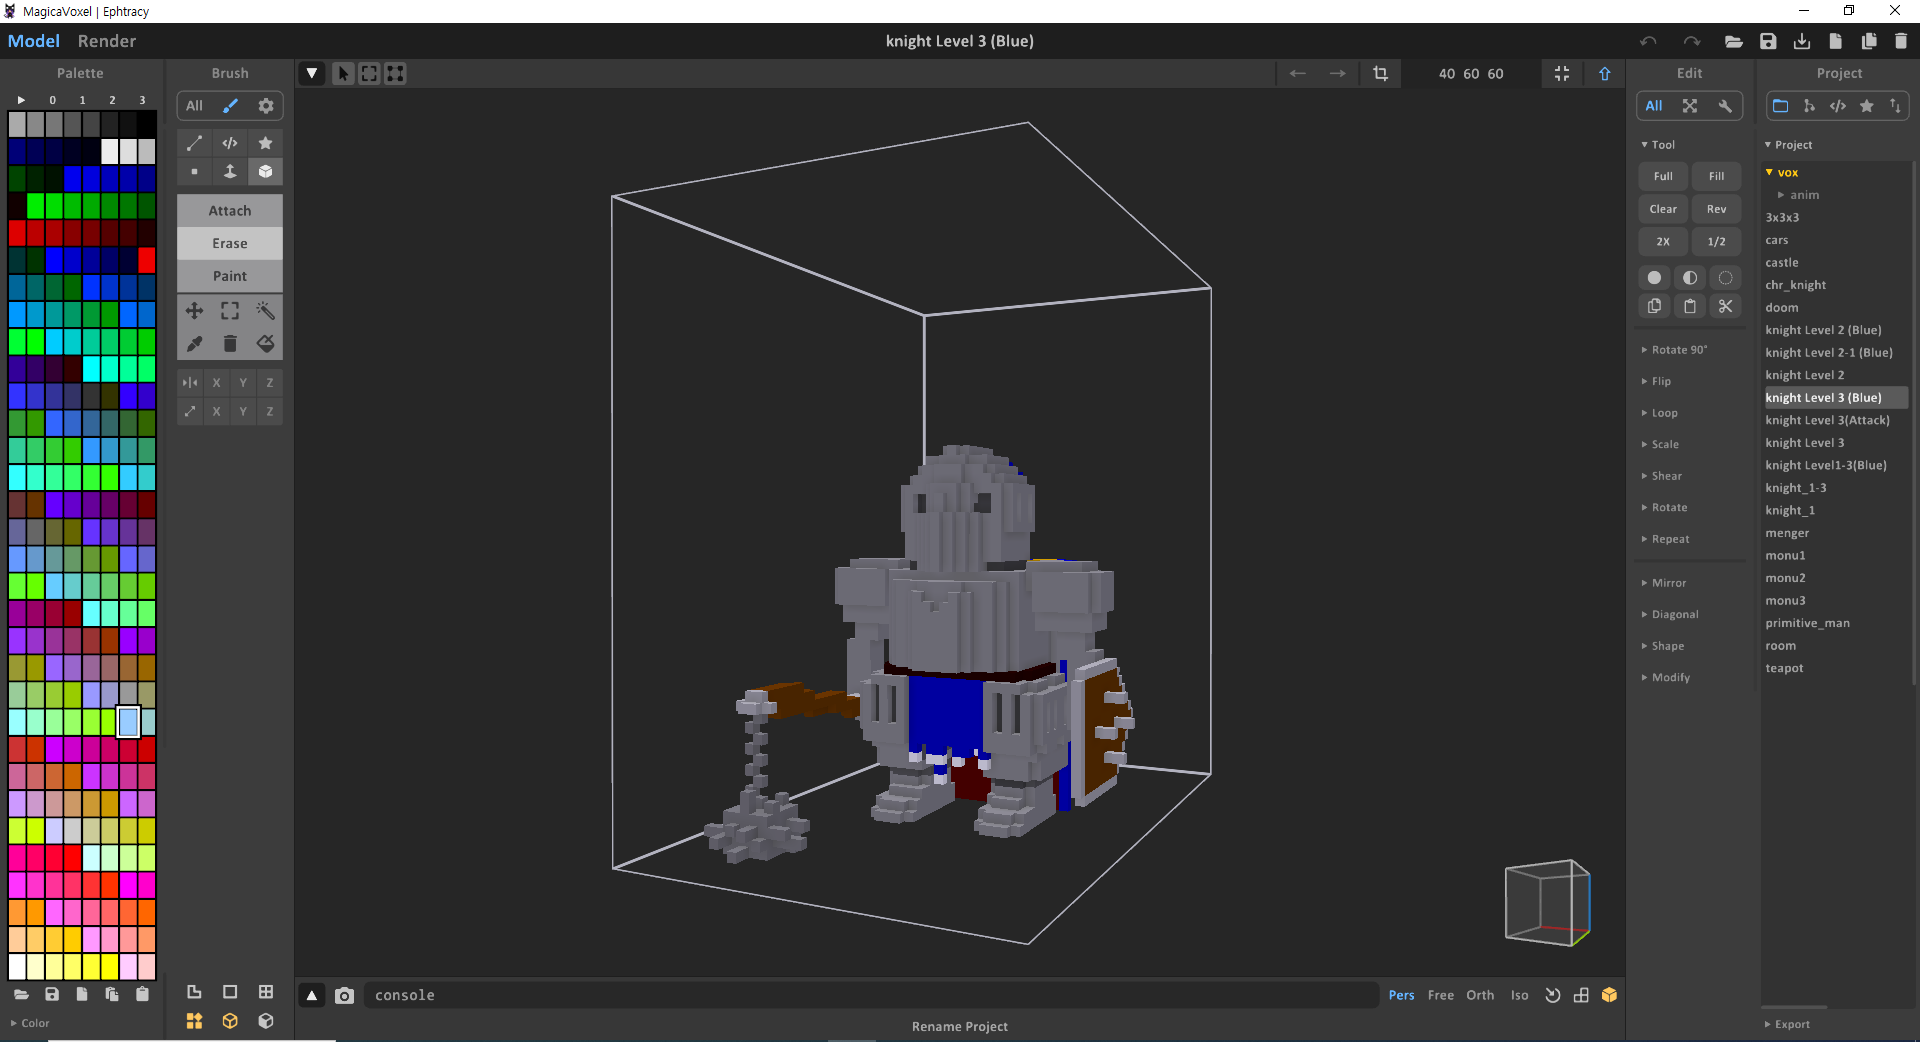 MagicaVoxel | Ephtracy
Model Render
knight Level 3 (Blue)
Palette
0 1 2 3
Color
Brush
All
Attach
Erase
Paint
X Y Z
X Y Z
40 60 60
console
Pers Free Orth Iso
Rename Project
Edit
All
Tool
Full Fill
Clear Rev
2X 1/2
Rotate 90°
Flip
Loop
Scale
Shear
Rotate
Repeat
Mirror
Diagonal
Shape
Modify
Project
Project
vox
anim
3x3x3
cars
castle
chr_knight
doom
knight Level 2 (Blue)
knight Level 2-1 (Blue)
knight Level 2
knight Level 3 (Blue)
knight Level 3(Attack)
knight Level 3
knight Level1-3(Blue)
knight_1-3
knight_1
menger
monu1
monu2
monu3
primitive_man
room
teapot
Export